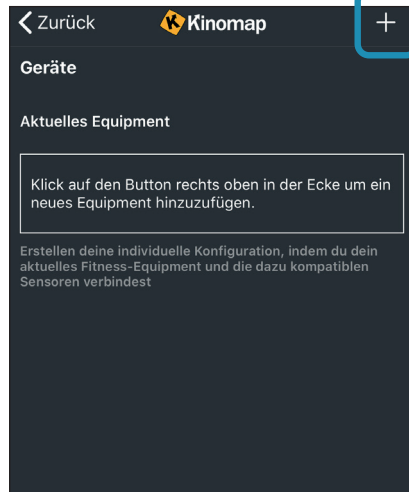 Zurück Kinomap +
Geräte
Aktuelles Equipment
Klick auf den Button rechts oben in der Ecke um ein
neues Equipment hinzuzufügen.
Erstellen deine individuelle Konfiguration, indem du dein
aktuelles Fitness-Equipment und die dazu kompatiblen
Sensoren verbindest